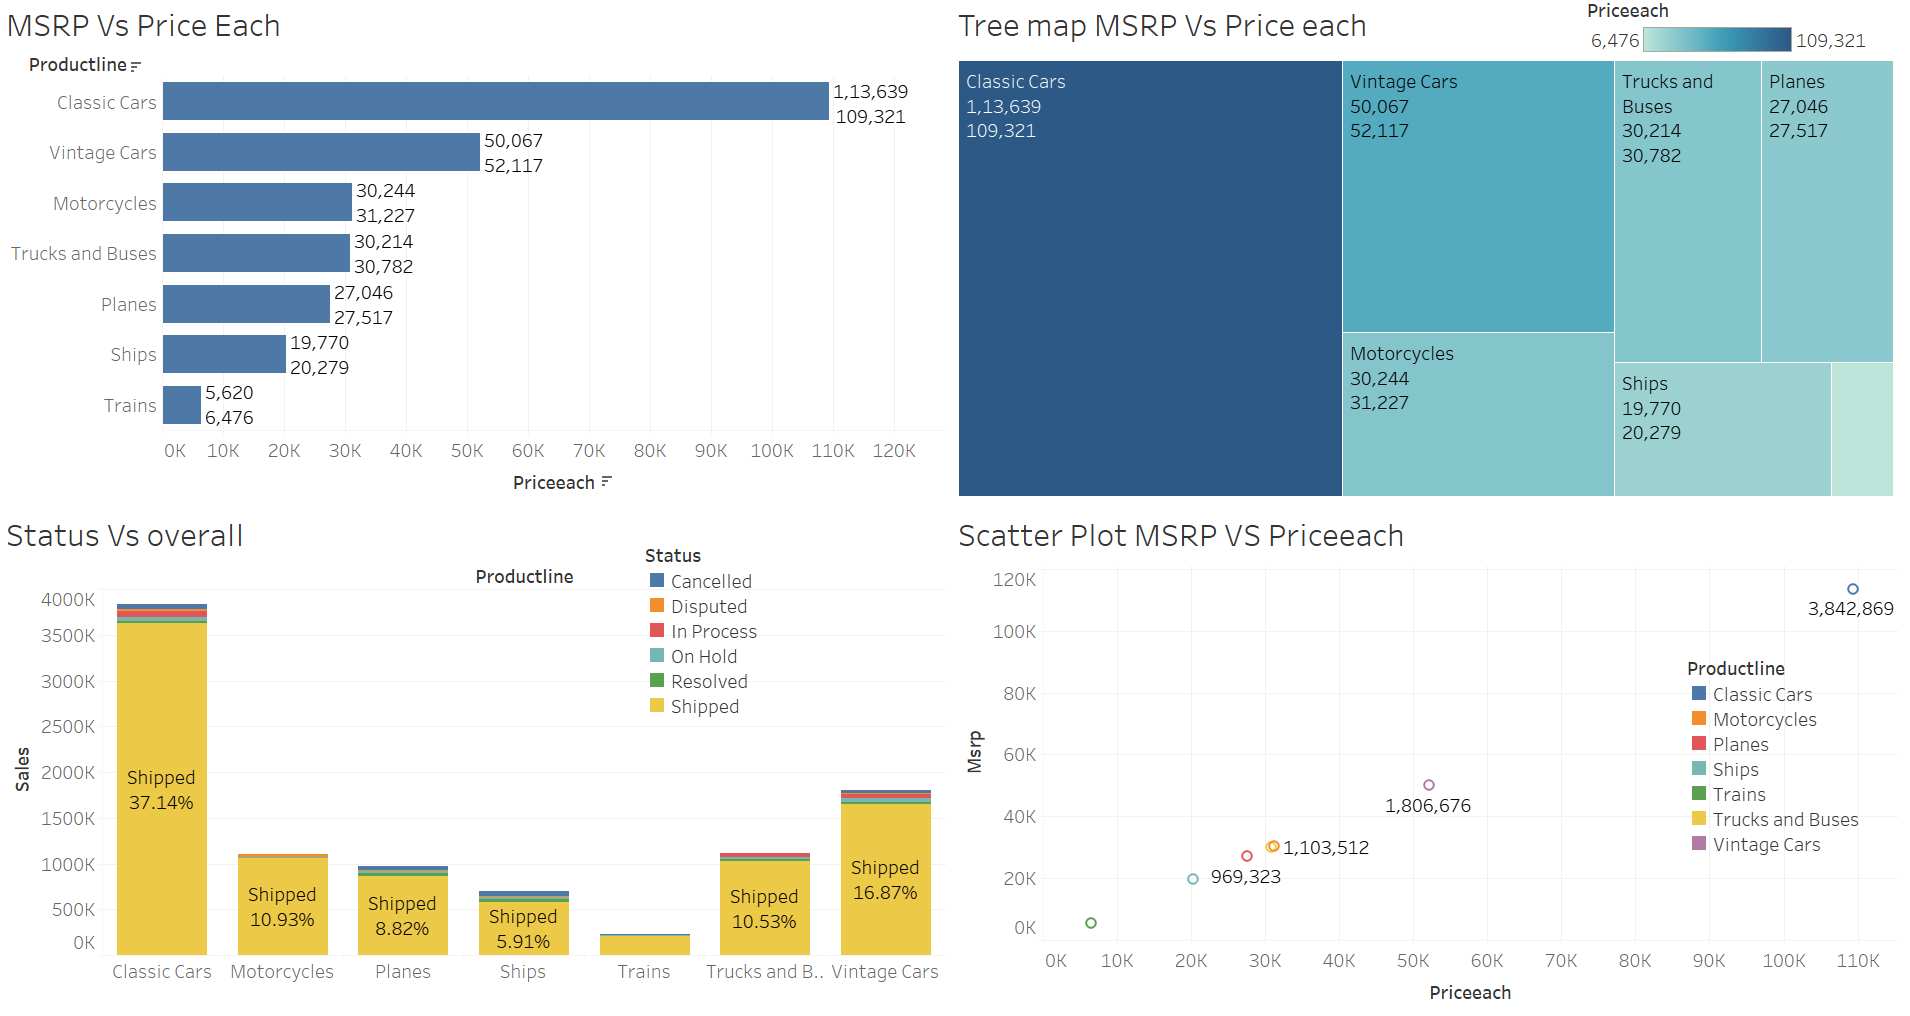 MSRP Vs Price Each
Productline
Classic Cars
1,13,639
109,321
Vintage Cars
50,067
52,117
Motorcycles
30,244
31,227
Trucks and Buses
30,214
30,782
Planes
27,046
27,517
Ships
19,770
20,279
Trains
5,620
6,476
0K 10K 20K 30K 40K 50K 60K 70K 80K 90K 100K 110K 120K
Priceeach
Tree map MSRP Vs Price each
Priceeach
6,476 109,321
Classic Cars
1,13,639
109,321
Vintage Cars
50,067
52,117
Motorcycles
30,244
31,227
Trucks and
Buses
30,214
30,782
Planes
27,046
27,517
Ships
19,770
20,279
Status Vs overall
Productline
Status
Cancelled
Disputed
In Process
On Hold
Resolved
Shipped
Sales
4000K
3500K
3000K
2500K
2000K
1500K
1000K
500K
0K
Shipped
37.14%
Shipped
10.93%
Shipped
8.82%
Shipped
5.91%
Shipped
10.53%
Shipped
16.87%
Classic Cars Motorcycles Planes Ships Trains Trucks and B.. Vintage Cars
Scatter Plot MSRP VS Priceeach
Msrp
120K
100K
80K
60K
40K
20K
0K
3,842,869
1,806,676
1,103,512
969,323
Productline
Classic Cars
Motorcycles
Planes
Ships
Trains
Trucks and Buses
Vintage Cars
0K 10K 20K 30K 40K 50K 60K 70K 80K 90K 100K 110K
Priceeach